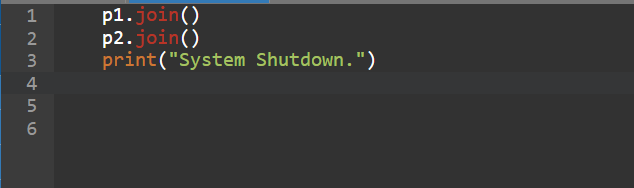 1 p1.join()
2 p2.join()
3 print("System Shutdown.")
4
5
6